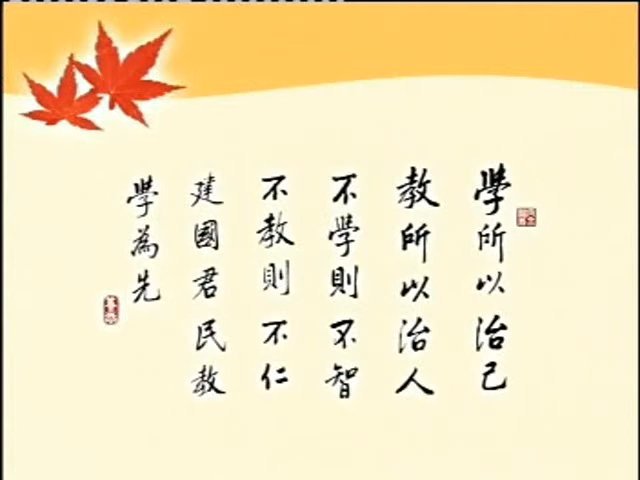 學所以治己
教所以治人
不學則不智
不教則不仁
建國君民教
學為先